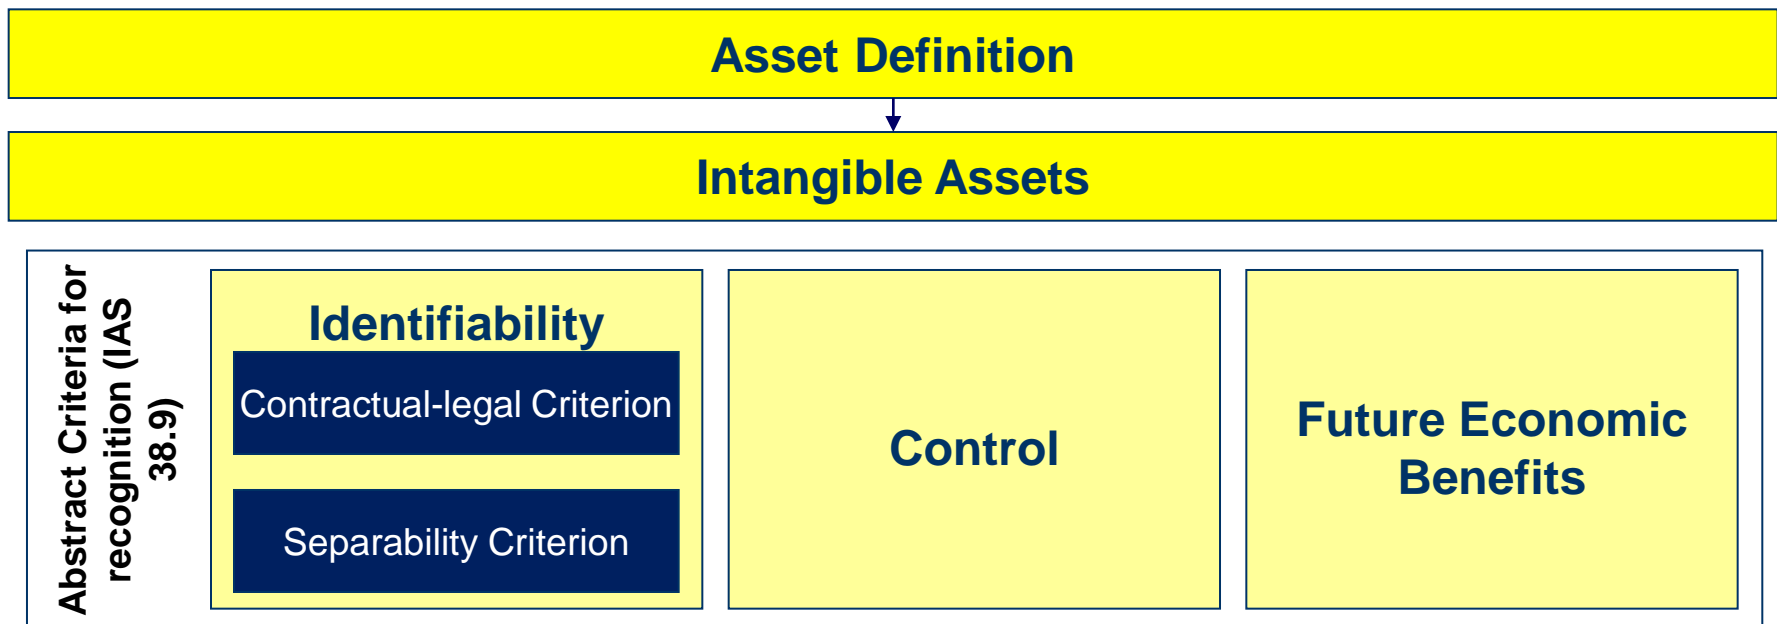 Asset Definition
Intangible Assets
Abstract Criteria for
recognition (IAS
38.9)
Identifiability
Contractual-legal Criterion
Separability Criterion
Control
Future Economic
Benefits